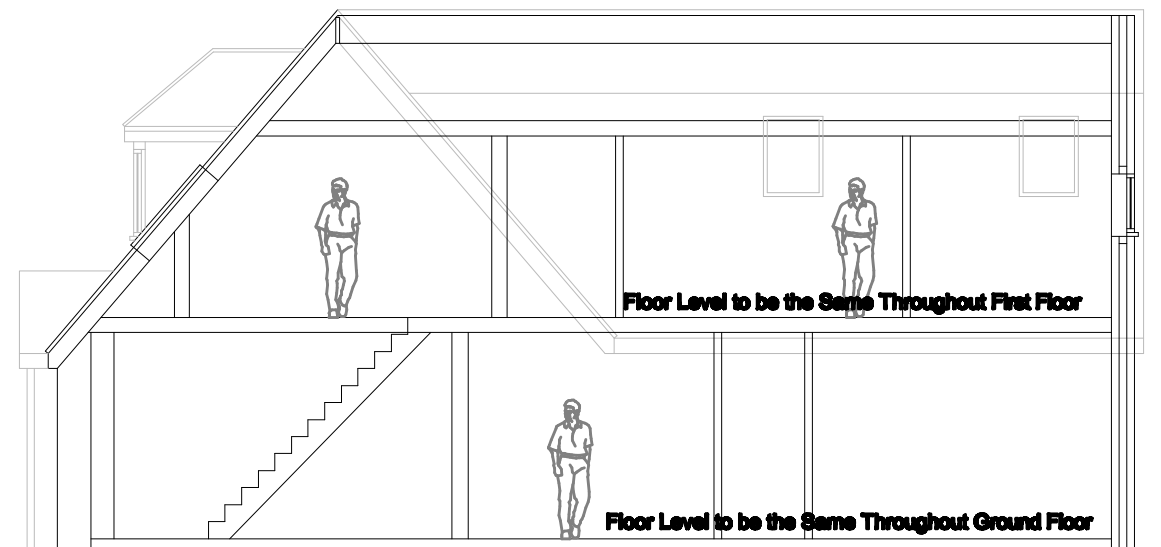 Floor Level to be the Same Throughout First Floor
Floor Level to be the Same Throughout Ground Floor